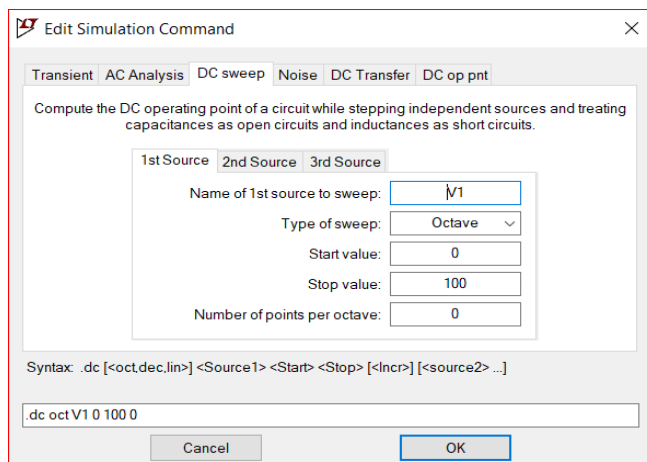 Edit Simulation Command
Transient AC Analysis DC sweep Noise DC Transfer DC op pnt
Compute the DC operating point of a circuit while stepping independent sources and treating
capacitances as open circuits and inductances as short circuits.
1st Source 2nd Source 3rd Source
Name of 1st source to sweep: V1
Type of sweep: Octave
Start value: 0
Stop value: 100
Number of points per octave: 0
Syntax: .dc [<oct,dec,lin>] <Source1> <Start> <Stop> [<Incr>] [<source2> ...]
.dc oct V1 0 100 0
Cancel OK